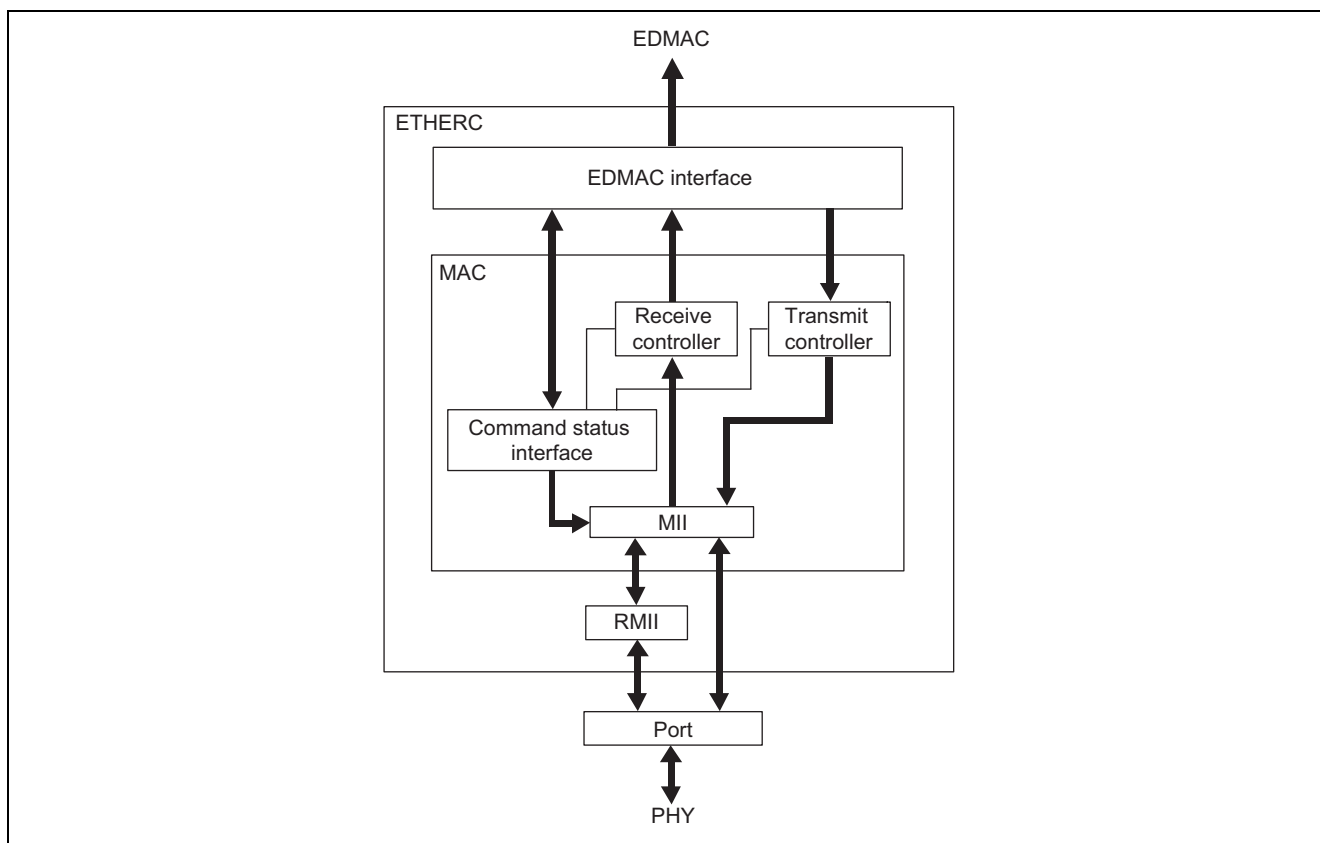 EDMAC
ETHERC
EDMAC interface
MAC
Receive
controller
Transmit
controller
Command status
interface
MII
RMII
Port
PHY